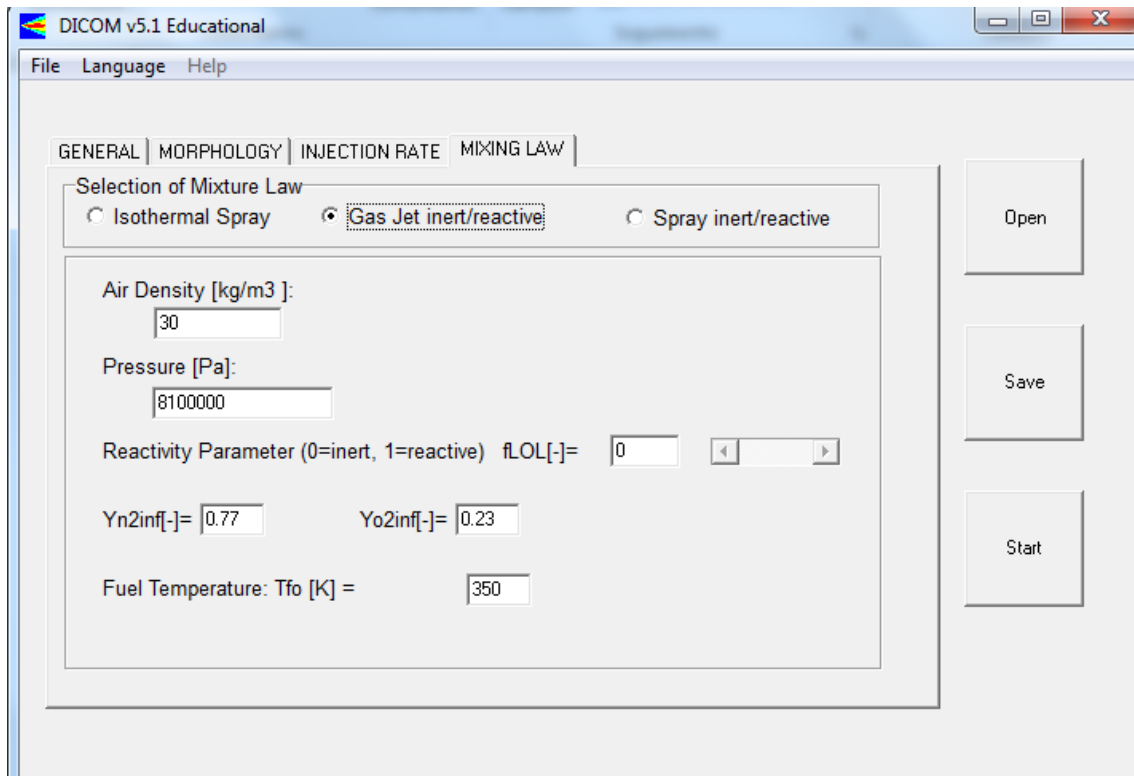 DICOM v5.1 Educational
File Language Help
GENERAL MORPHOLOGY INJECTION RATE MIXING LAW
Selection of Mixture Law
Isothermal Spray Gas Jet inert/reactive Spray inert/reactive
Open
Air Density [kg/m3 ]:
30
Pressure [Pa]:
8100000
Save
Reactivity Parameter (0=inert, 1=reactive) fLOL[-]= 0
Yn2inf[-]= 0.77 Yo2inf[-]= 0.23
Start
Fuel Temperature: Tfo [K] = 350